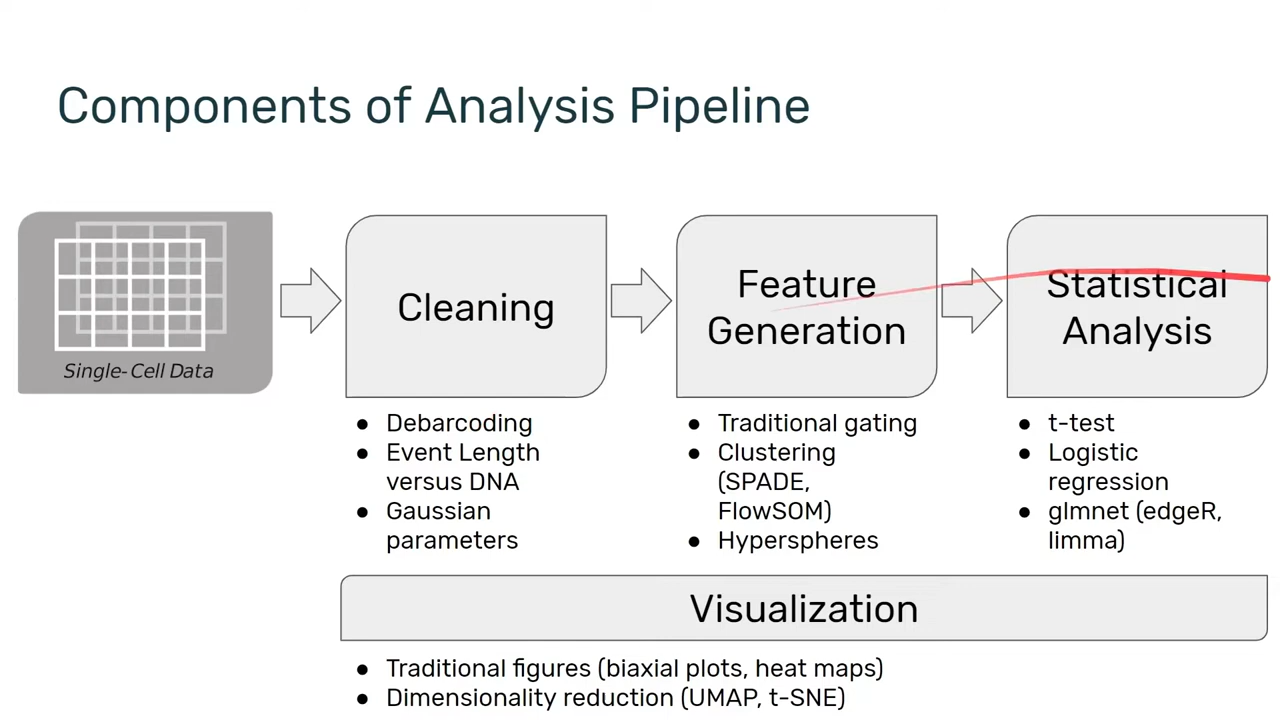 Components of Analysis Pipeline
Single-Cell Data
Cleaning
● Debarcoding
● Event Length
versus DNA
● Gaussian
parameters
Feature
Generation
● Traditional gating
● Clustering
(SPADE,
FlowSOM)
● Hyperspheres
Statistical
Analysis
● t-test
● Logistic
regression
● glmnet (edgeR,
limma)
Visualization
● Traditional figures (biaxial plots, heat maps)
● Dimensionality reduction (UMAP, t-SNE)